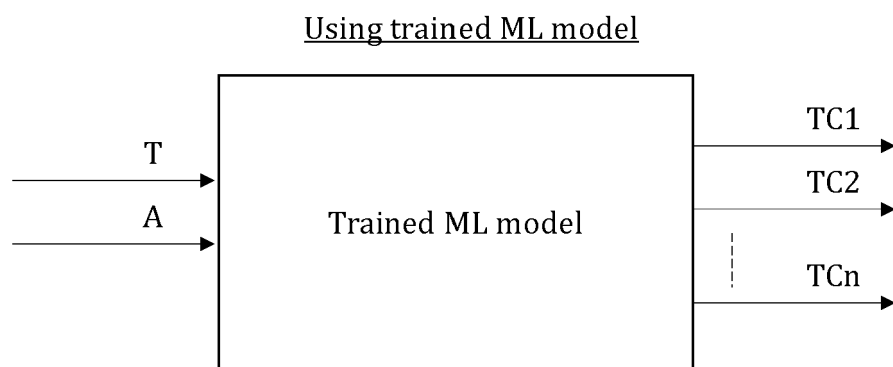 Using trained ML model
TC1
T
TC2
A
Trained ML model
TCn